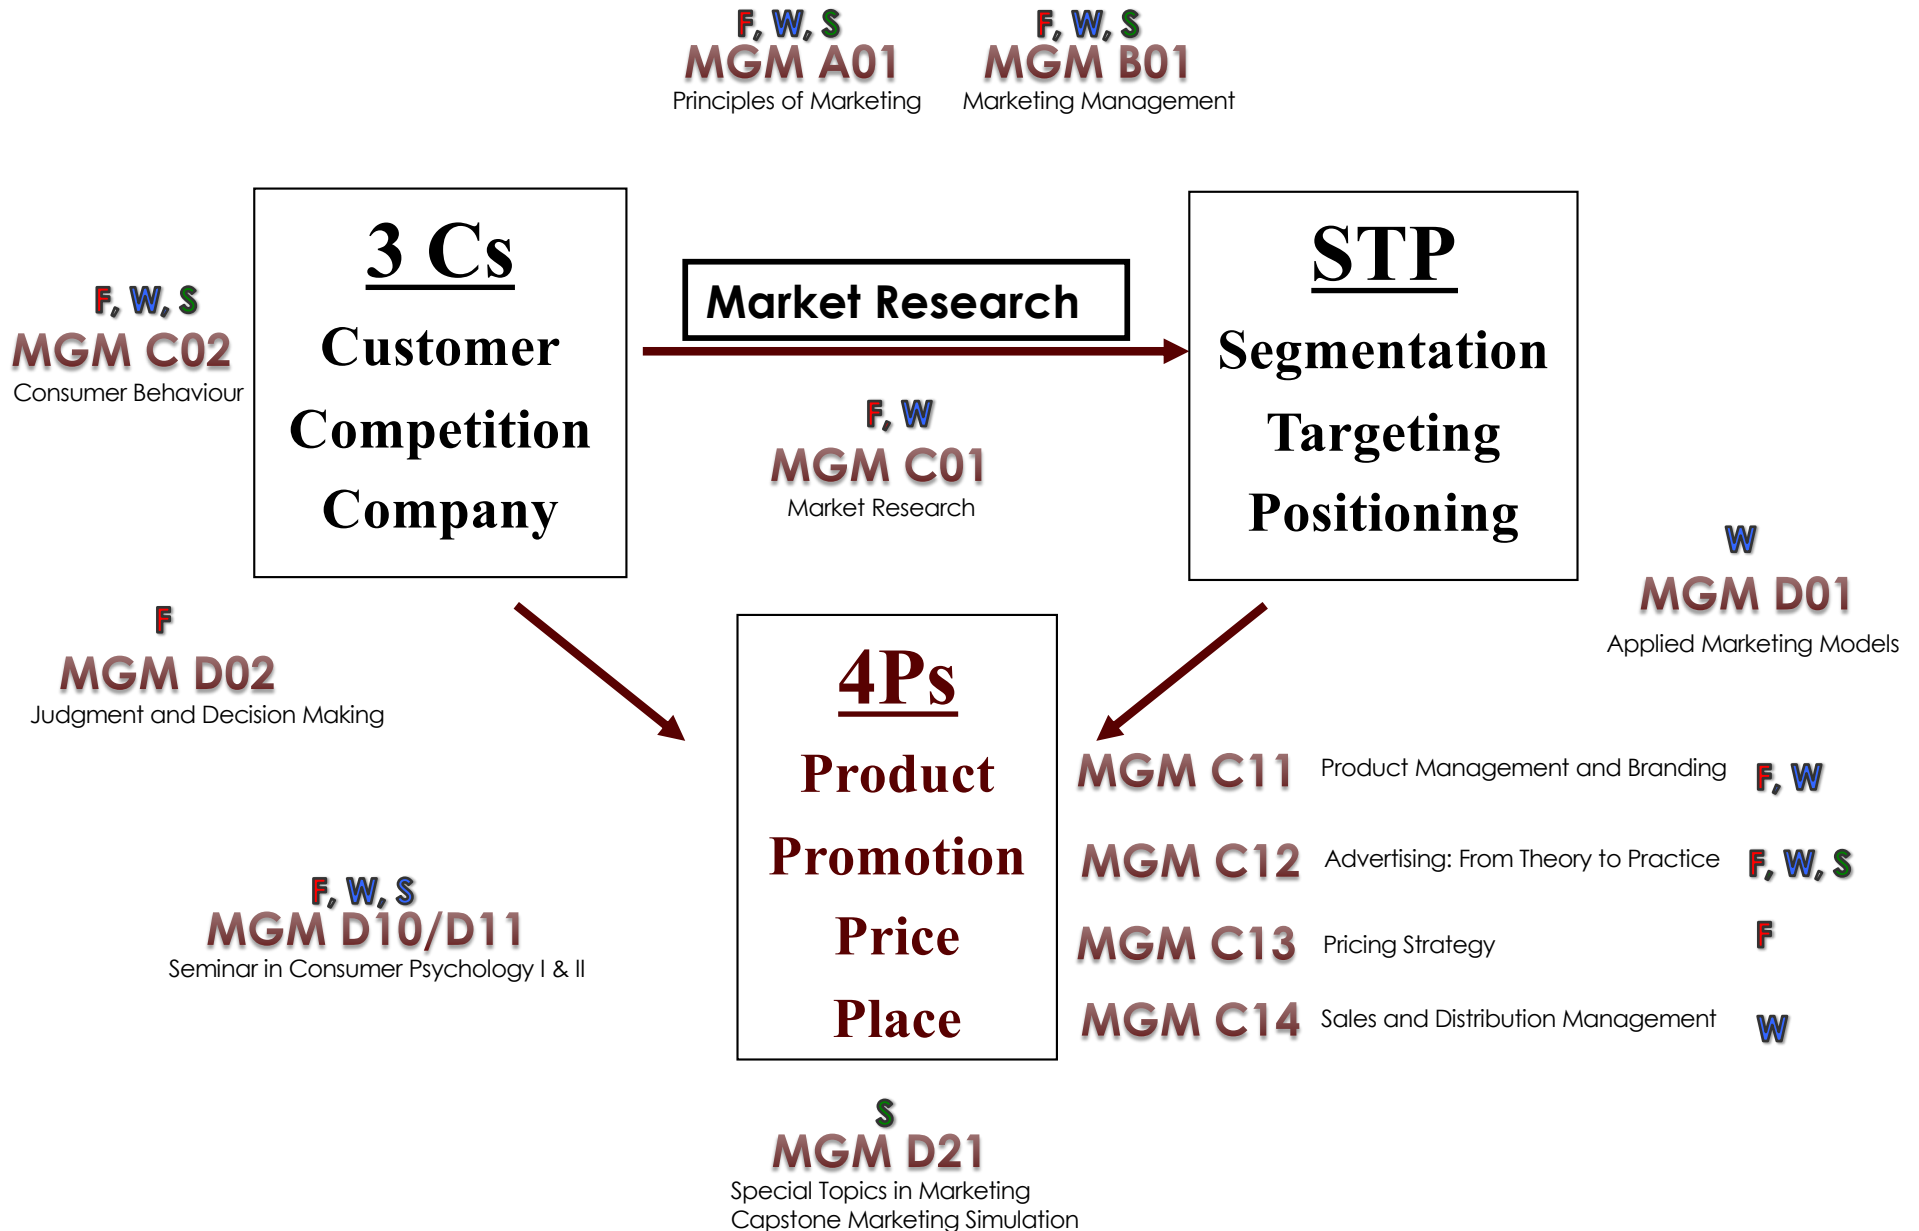 F, W, S
MGM A01
Principles of Marketing
F, W, S
MGM B01
Marketing Management
F, W, S
MGM C02
Consumer Behaviour
3 Cs
Customer
Competition
Company
Market Research
F, W
MGM C01
Market Research
STP
Segmentation
Targeting
Positioning
W
MGM D01
Applied Marketing Models
F
MGM D02
Judgment and Decision Making
F, W, S
MGM D10/D11
Seminar in Consumer Psychology I & II
4Ps
Product
Promotion
Price
Place
MGM C11 Product Management and Branding F, W
MGM C12 Advertising: From Theory to Practice F, W, S
MGM C13 Pricing Strategy F
MGM C14 Sales and Distribution Management W
S
MGM D21
Special Topics in Marketing
Capstone Marketing Simulation